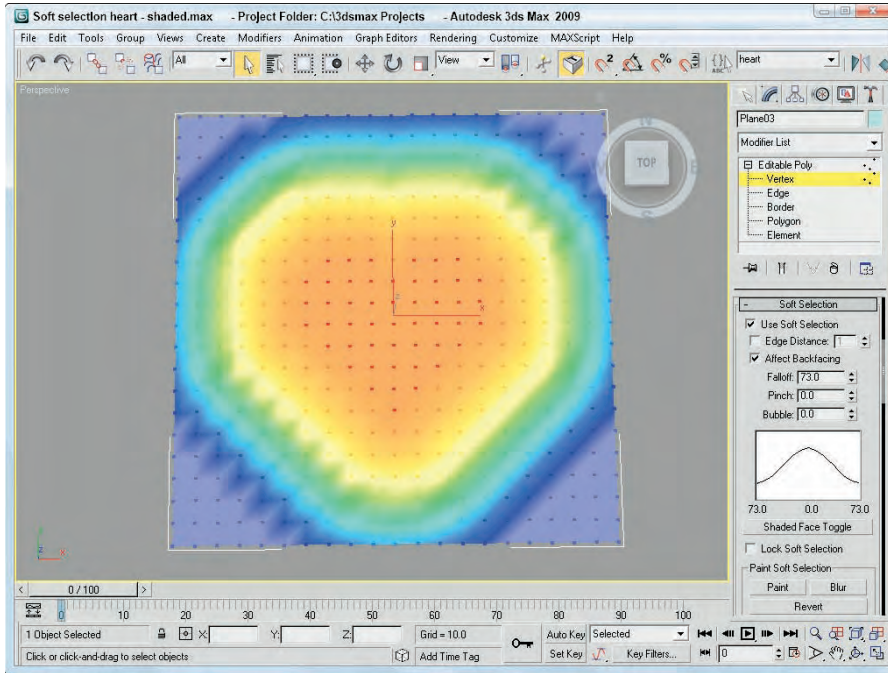 Soft selection heart - shaded.max - Project Folder: C:\3dsmax Projects - Autodesk 3ds Max 2009
File Edit Tools Group Views Create Modifiers Animation Graph Editors Rendering Customize MAXScript Help
All View heart
Perspective
TOP
N
E
S
y
x
z
Plane03
Modifier List
Editable Poly
Vertex
Edge
Border
Polygon
Element
Soft Selection
Use Soft Selection
Edge Distance: 1
Affect Backfacing
Falloff: 73.0
Pinch: 0.0
Bubble: 0.0
73.0 0.0 73.0
Shaded Face Toggle
Lock Soft Selection
Paint Soft Selection
Paint Blur
Revert
z x
< 0 / 100 >
0 10 20 30 40 50 60 70 80 90 100
1 Object Selected X: Y: Z: Grid = 10.0 Auto Key Selected
Click or click-and-drag to select objects Add Time Tag Set Key Key Filters... 0